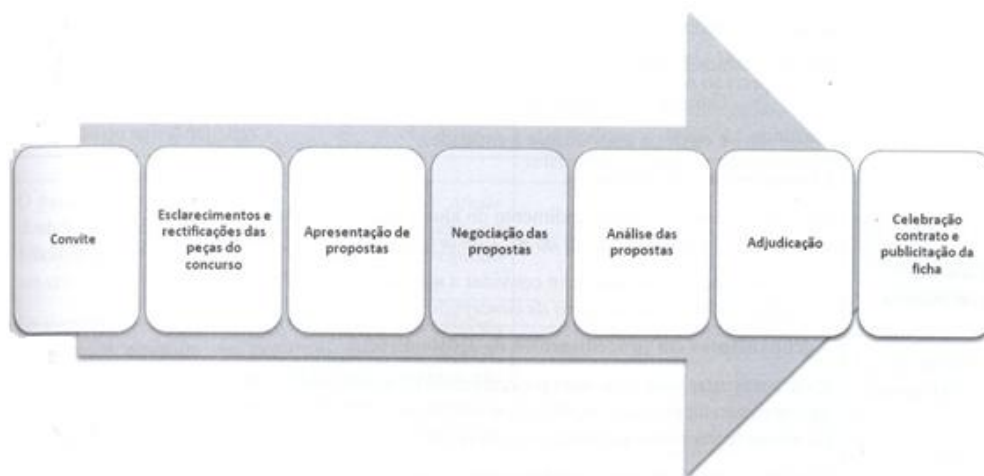 Convite
Esclarecimentos e
rectificações das
peças do
concurso
Apresentação de
propostas
Negociação das
propostas
Análise das
propostas
Adjudicação
Celebração
contrato e
publicitação da
ficha